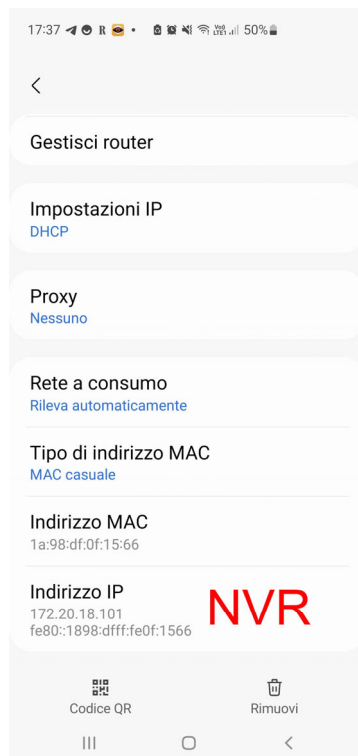 17:37 R • Vo9 LTE1 50%
Gestisci router
Impostazioni IP
DHCP
Proxy
Nessuno
Rete a consumo
Rileva automaticamente
Tipo di indirizzo MAC
MAC casuale
Indirizzo MAC
1a:98:df:0f:15:66
Indirizzo IP
172.20.18.101
fe80::1898:dfff:fe0f:1566
NVR
Codice QR Rimuovi